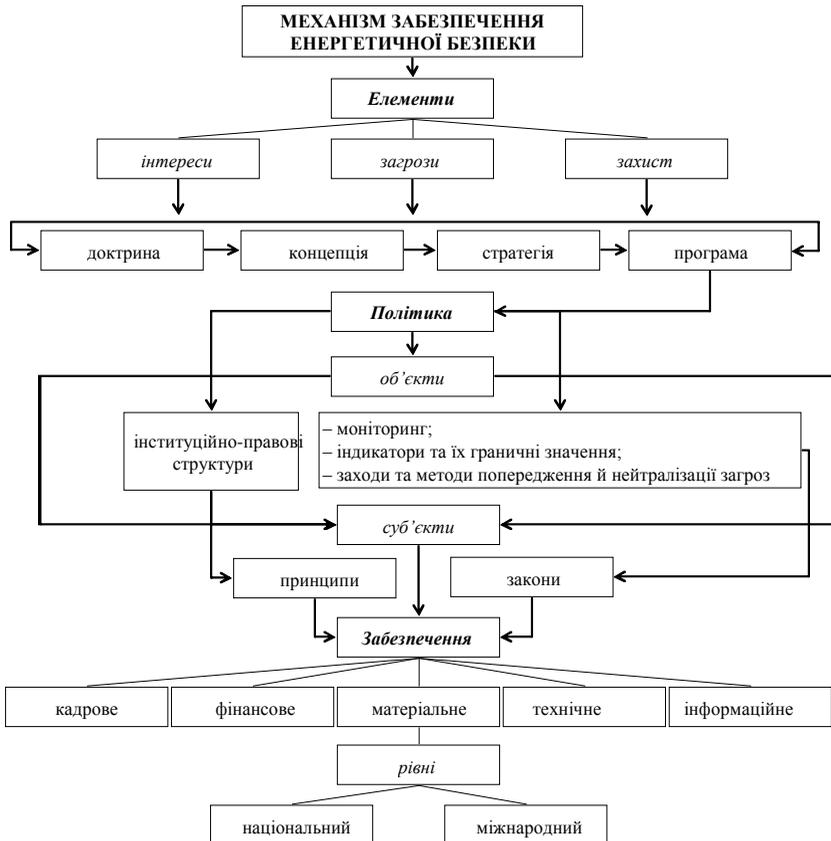 МЕХАНІЗМ ЗАБЕЗПЕЧЕННЯ
ЕНЕРГЕТИЧНОЇ БЕЗПЕКИ
Елементи
інтереси
загрози
захист
доктрина
концепція
стратегія
програма
Політика
об’єкти
інституційно-правові
структури
– моніторинг;
– індикатори та їх граничні значення;
– заходи та методи попередження й нейтралізації загроз
суб’єкти
принципи
закони
Забезпечення
кадрове
фінансове
матеріальне
технічне
інформаційне
рівні
національний
міжнародний